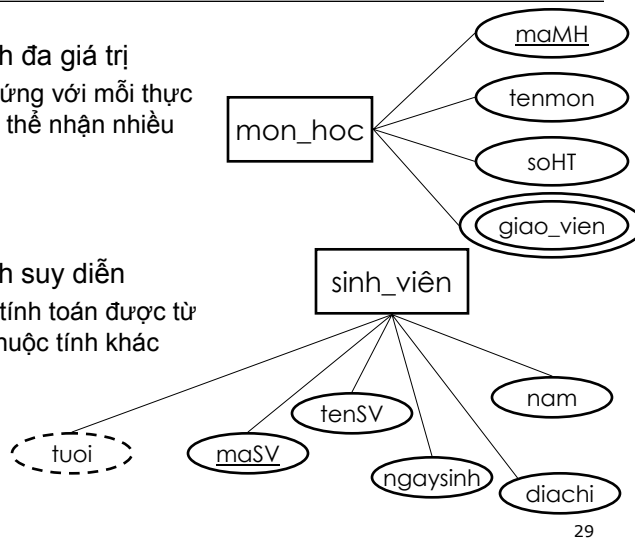 h đa giá trị
ứng với mỗi thực
thể nhận nhiều
mon_hoc
maMH
tenmon
soHT
giao_vien
h suy diễn
tính toán được từ
huộc tính khác
sinh_viên
tuoi
maSV
tenSV
ngaysinh
diachi
nam
29